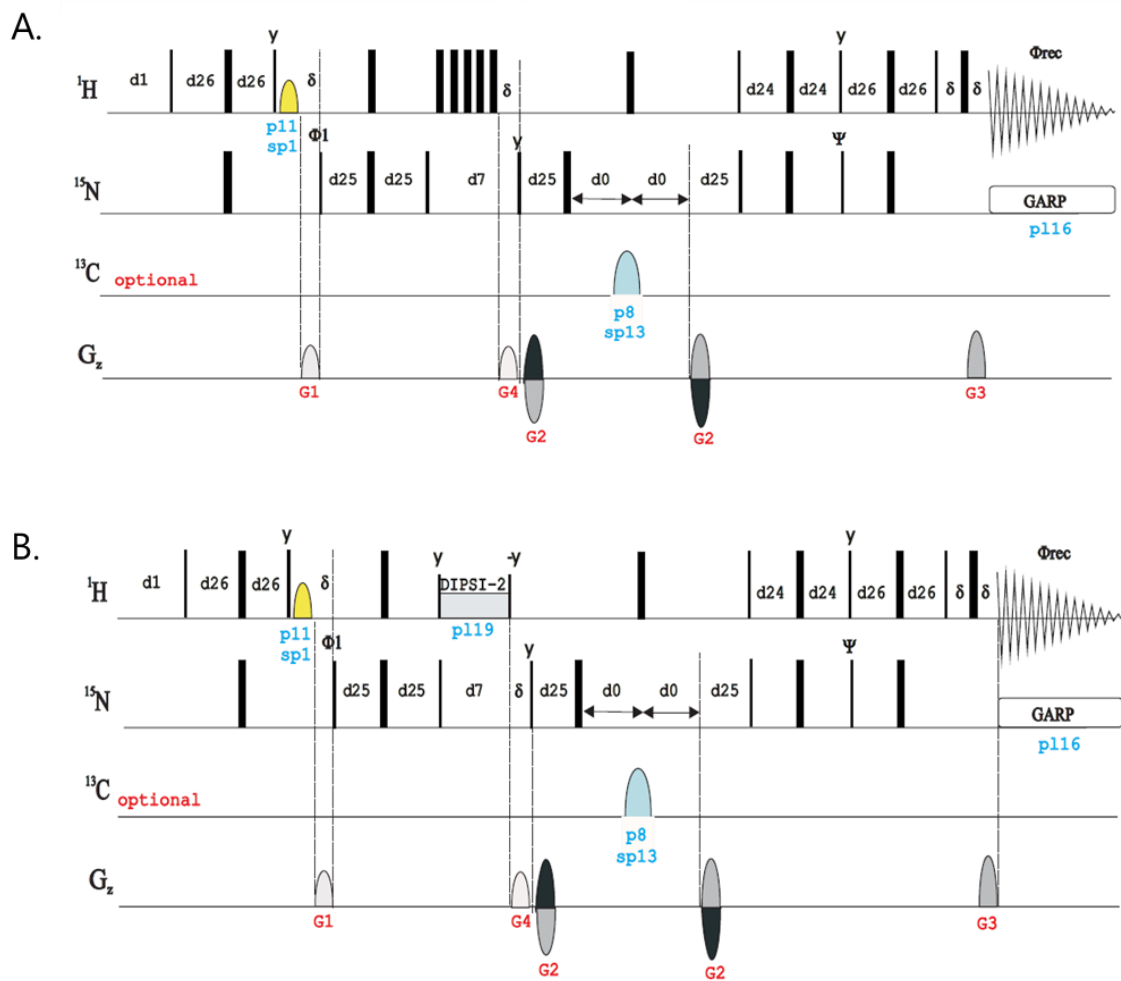 A.
y
y
Φrec
¹H
d1
d26
d26
δ
δ
d24
d24
d26
d26
δ
δ
p11
sp1
Φ1
y
Ψ
¹⁵N
d25
d25
d7
d25
d0
d0
d25
GARP
pl16
¹³C
optional
p8
sp13
Gz
G1
G4
G2
G2
G3
B.
y
y
-y
y
Φrec
¹H
d1
d26
d26
δ
DIPSI-2
d24
d24
d26
d26
δ
δ
p11
sp1
pl19
Φ1
y
Ψ
¹⁵N
d25
d25
d7
δ
d25
d0
d0
d25
GARP
pl16
¹³C
optional
p8
sp13
Gz
G1
G4
G2
G2
G3